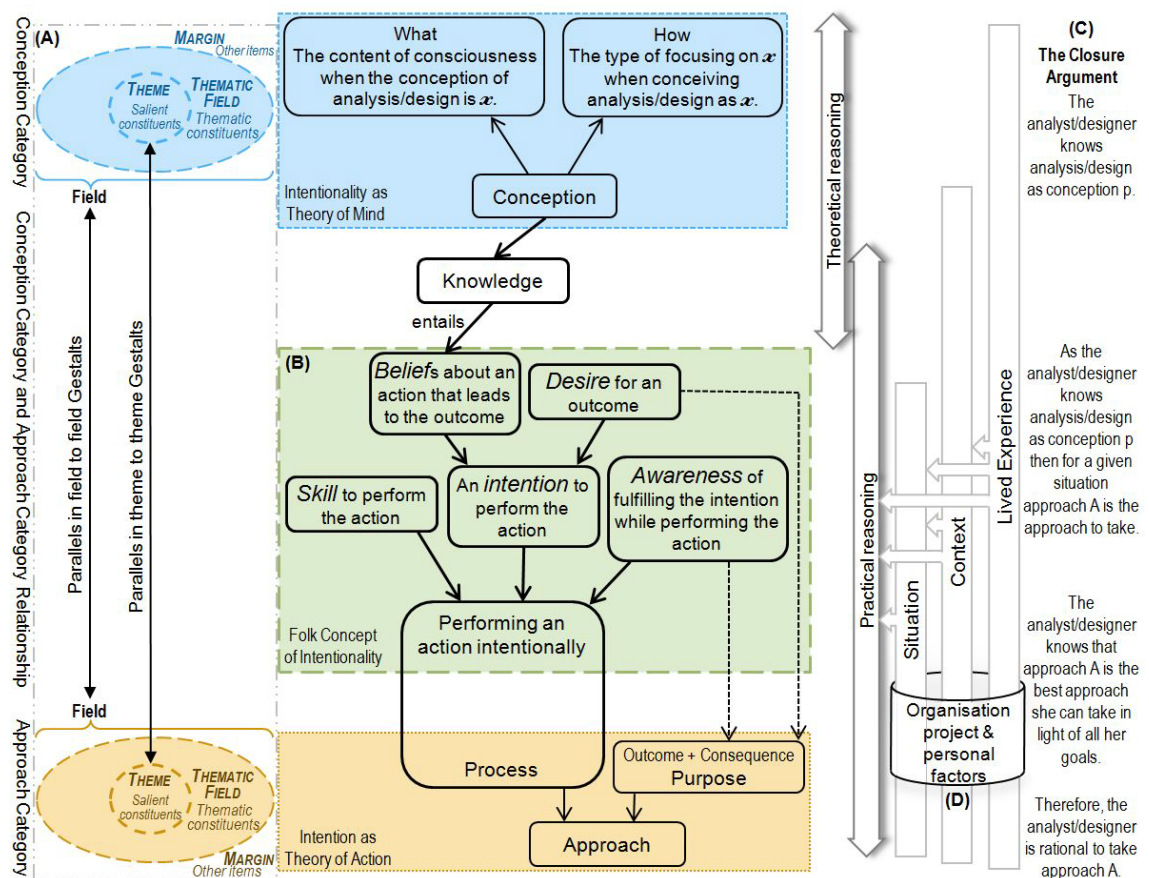 Conception Category
Conception Category and Approach Category Relationship
Approach Category
(A)
MARGIN
Other items
THEME
Salient
constituents
THEMATIC
FIELD
Thematic
constituents
Field
Parallels in field to field Gestalts
Parallels in theme to theme Gestalts
Field
THEME
Salient
constituents
THEMATIC
FIELD
Thematic
constituents
MARGIN
Other items
What
The content of consciousness
when the conception of
analysis/design is x.
How
The type of focusing on x
when conceiving
analysis/design as x.
Intentionality as
Theory of Mind
Conception
Knowledge
entails
(B)
Beliefs about an
action that leads
to the outcome
Desire for an
outcome
Skill to perform
the action
An intention to
perform the
action
Awareness of
fulfilling the intention
while performing the
action
Performing an
action intentionally
Folk Concept
of Intentionality
Process
Outcome + Consequence
Purpose
Approach
Intention as
Theory of Action
Theoretical reasoning
Practical reasoning
Situation
Context
Lived Experience
Organisation
project &
personal
factors
(D)
(C)
The Closure
Argument
The
analyst/designer
knows
analysis/design
as conception p.
As the
analyst/designer
knows
analysis/design
as conception p
then for a given
situation
approach A is the
approach to take.
The
analyst/designer
knows that
approach A is the
best approach
she can take in
light of all her
goals.
Therefore, the
analyst/designer
is rational to take
approach A.